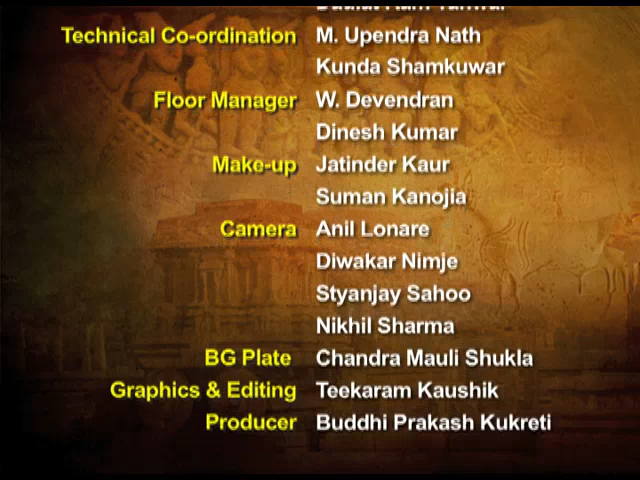 Technical Co-ordination M. Upendra Nath
Kunda Shamkuwar
Floor Manager W. Devendran
Dinesh Kumar
Make-up Jatinder Kaur
Suman Kanojia
Camera Anil Lonare
Diwakar Nimje
Styanjay Sahoo
Nikhil Sharma
BG Plate Chandra Mauli Shukla
Graphics & Editing Teekaram Kaushik
Producer Buddhi Prakash Kukreti